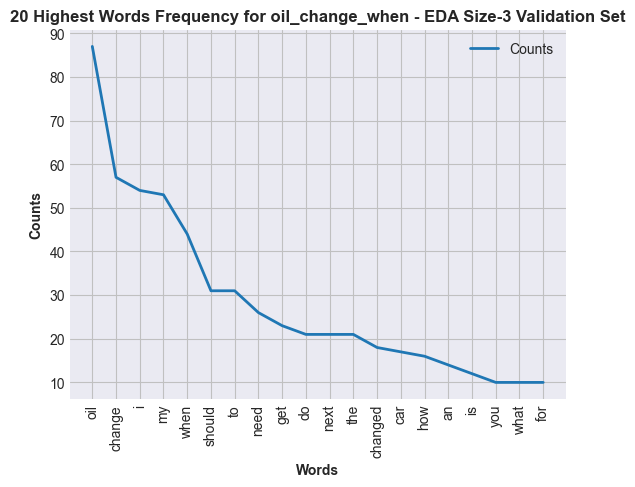 20 Highest Words Frequency for oil_change_when - EDA Size-3 Validation Set
Counts
90
80
70
60
50
40
30
20
10
Counts
oil
change
i
my
when
should
to
need
get
do
next
the
changed
car
how
an
is
you
what
for
Words